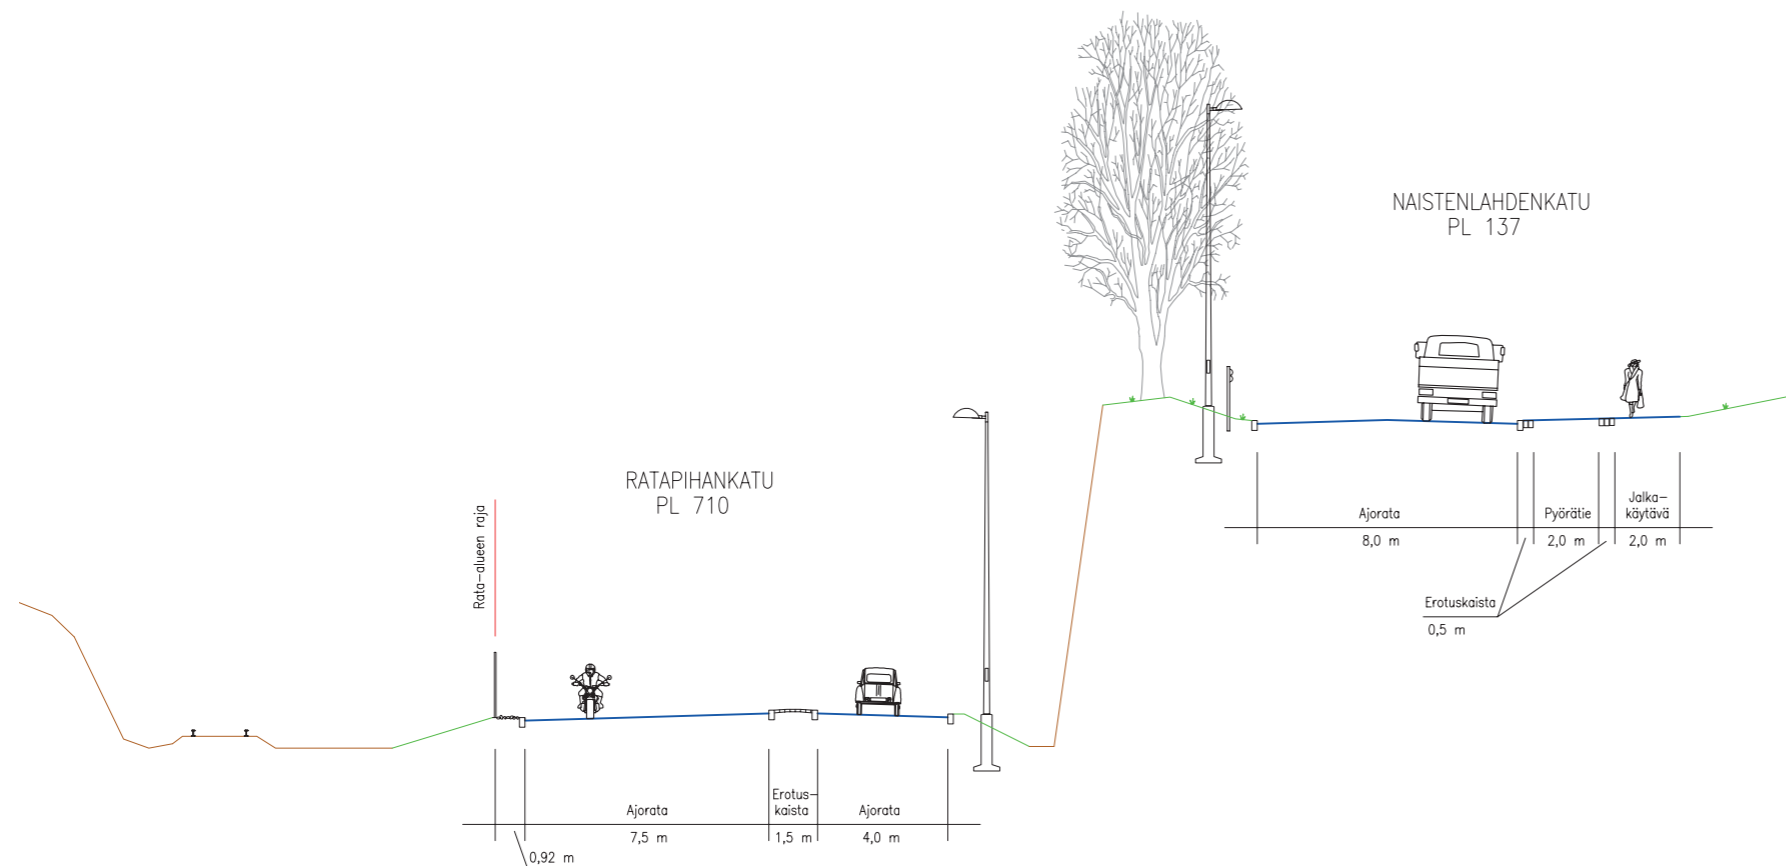 NAISTENLAHDENKATU
PL 137
RATAPIHANKATU
PL 710
Rata-alueen raja
Ajorata
8,0 m
Pyörätie
2,0 m
Jalka-
käytävä
2,0 m
Erotuskaista
0,5 m
Ajorata
7,5 m
Erotus-
kaista
1,5 m
Ajorata
4,0 m
0,92 m